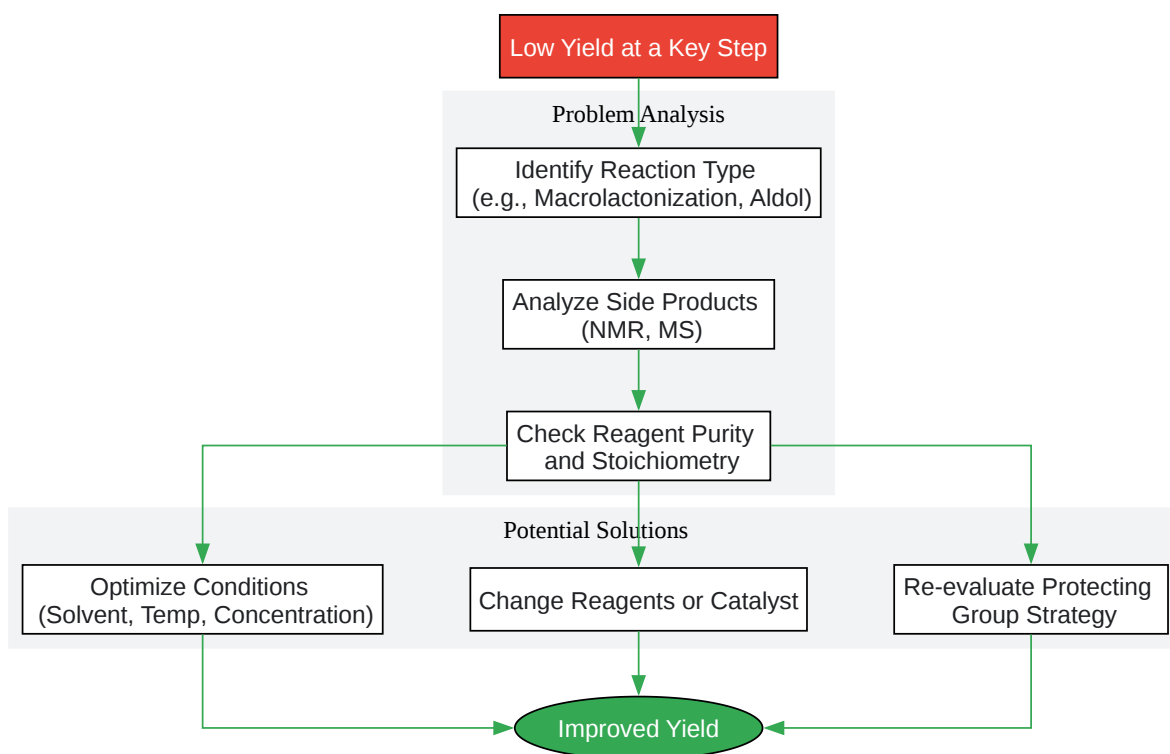 Low Yield at a Key Step
Problem Analysis
Identify Reaction Type
(e.g., Macrolactonization, Aldol)
Analyze Side Products
(NMR, MS)
Check Reagent Purity
and Stoichiometry
Potential Solutions
Optimize Conditions
(Solvent, Temp, Concentration)
Change Reagents or Catalyst
Re-evaluate Protecting
Group Strategy
Improved Yield